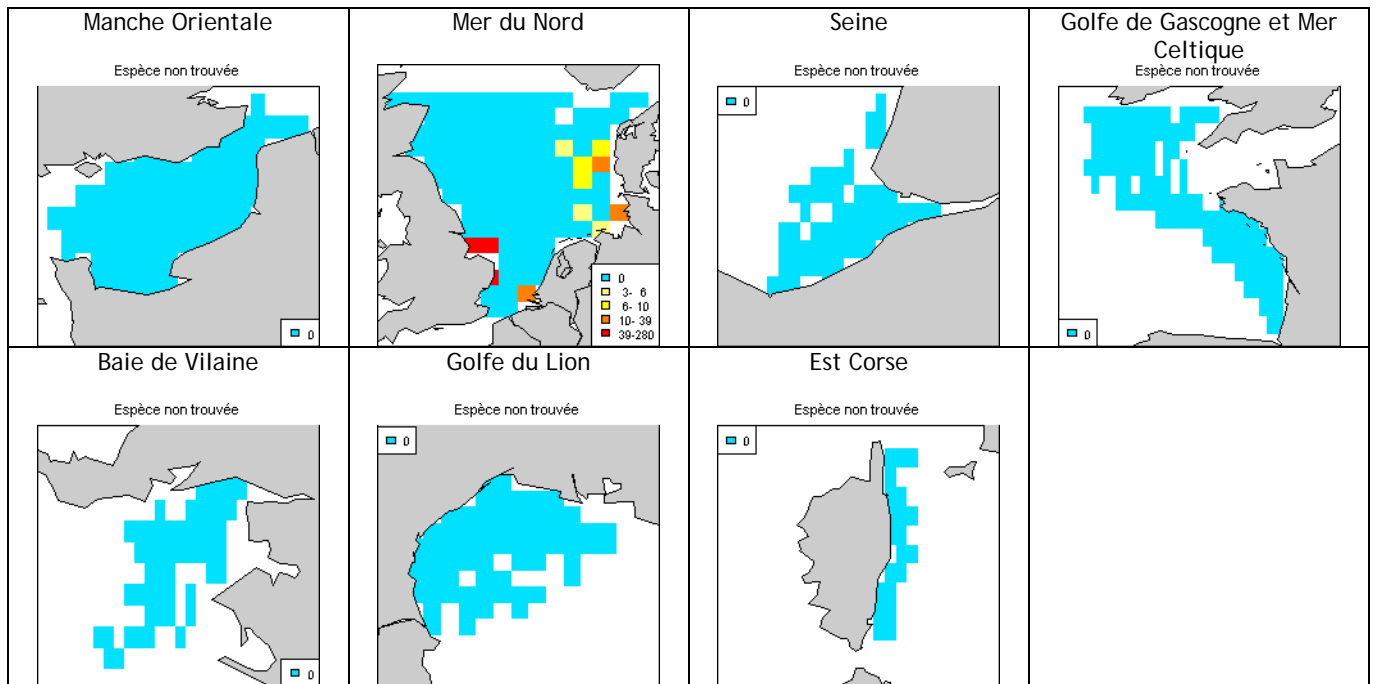 Manche Orientale
Espèce non trouvée
0
Mer du Nord
0
3- 6
6- 10
10- 39
39-280
Seine
Espèce non trouvée
0
Golfe de Gascogne et Mer
Celtique
Espèce non trouvée
0
Baie de Vilaine
Espèce non trouvée
0
Golfe du Lion
Espèce non trouvée
0
Est Corse
Espèce non trouvée
0